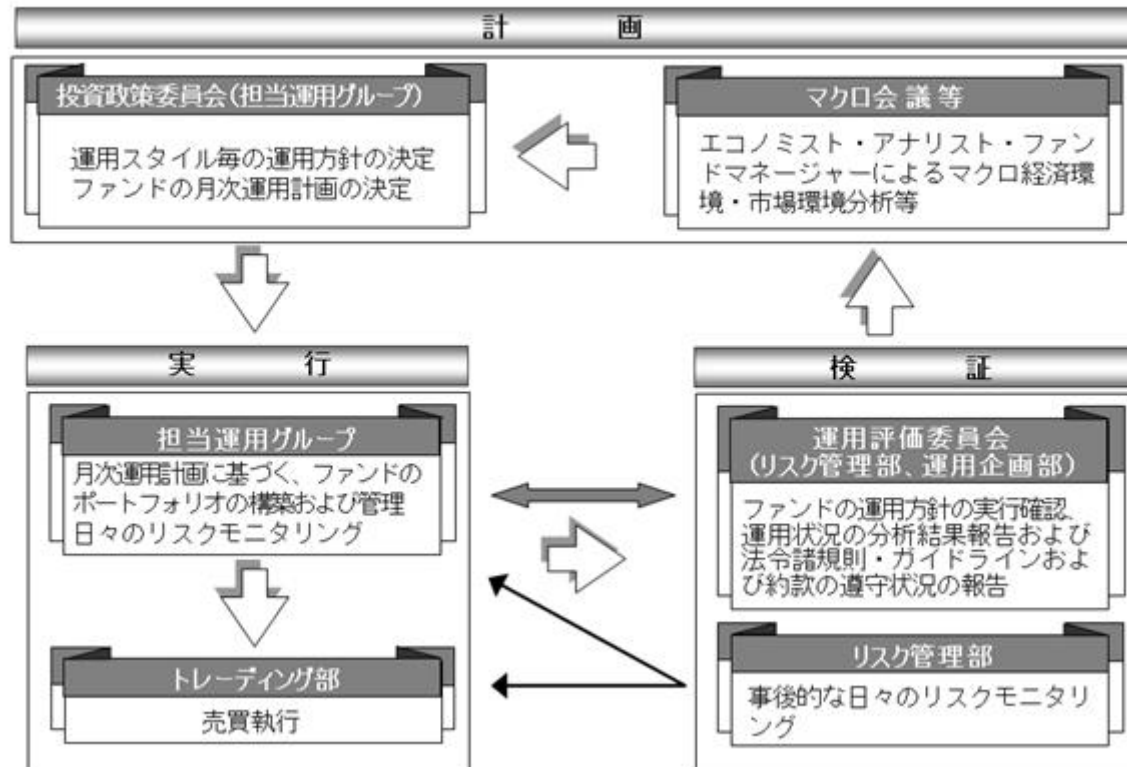 計画
投資政策委員会(担当運用グループ)
運用スタイル毎の運用方針の決定
ファンドの月次運用計画の決定
マクロ会議等
エコノミスト・アナリスト・ファン
ドマネージャーによるマクロ経済環
境・市場環境分析等
実行
担当運用グループ
月次運用計画に基づく、ファンドの
ポートフォリオの構築および管理
日々のリスクモニタリング
トレーディング部
売買執行
検証
運用評価委員会
(リスク管理部、運用企画部)
ファンドの運用方針の実行確認、
運用状況の分析結果報告および
法令諸規則・ガイドラインおよ
び約款の遵守状況の報告
リスク管理部
事後的な日々のリスクモニタリ
ング